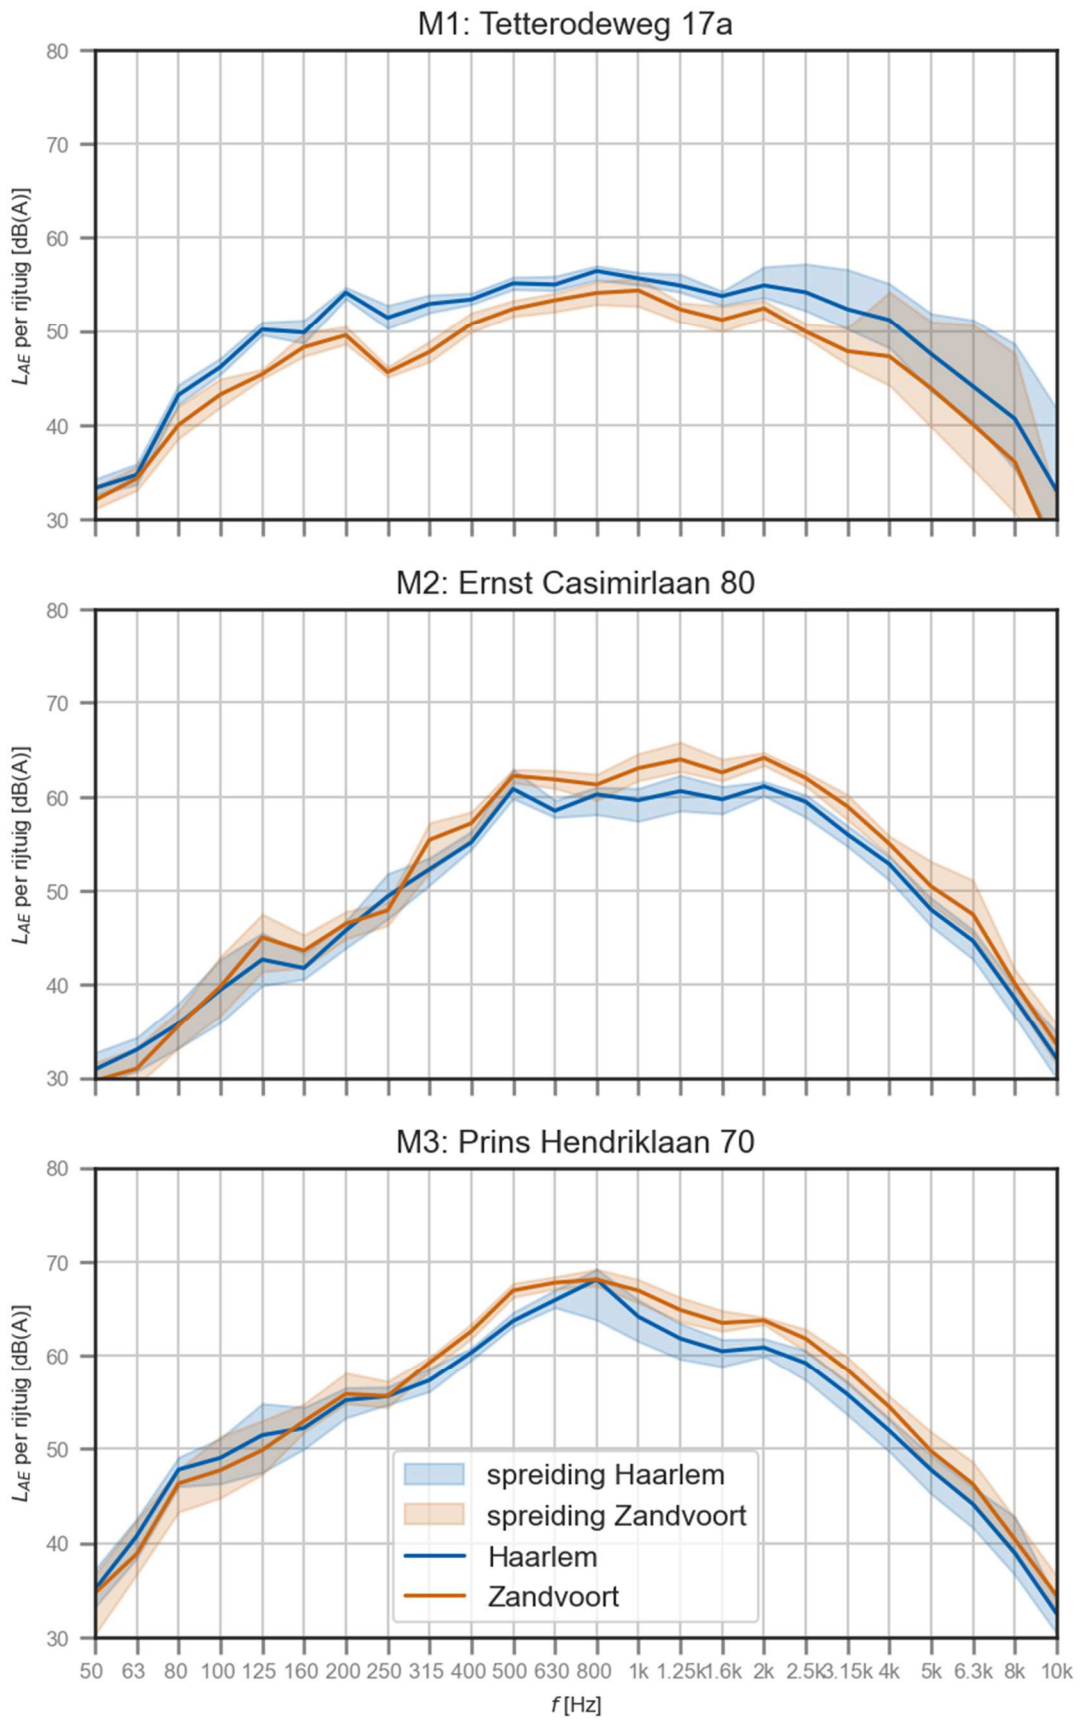 M1: Tetterodeweg 17a
80
70
60
50
40
30
L_AE per rijtuig [dB(A)]
M2: Ernst Casimirlaan 80
80
70
60
50
40
30
L_AE per rijtuig [dB(A)]
M3: Prins Hendriklaan 70
80
70
60
50
40
30
L_AE per rijtuig [dB(A)]
spreiding Haarlem
spreiding Zandvoort
Haarlem
Zandvoort
50 63 80 100 125 160 200 250 315 400 500 630 800 1k 1.25k 1.6k 2k 2.5k 3.15k 4k 5k 6.3k 8k 10k
f [Hz]